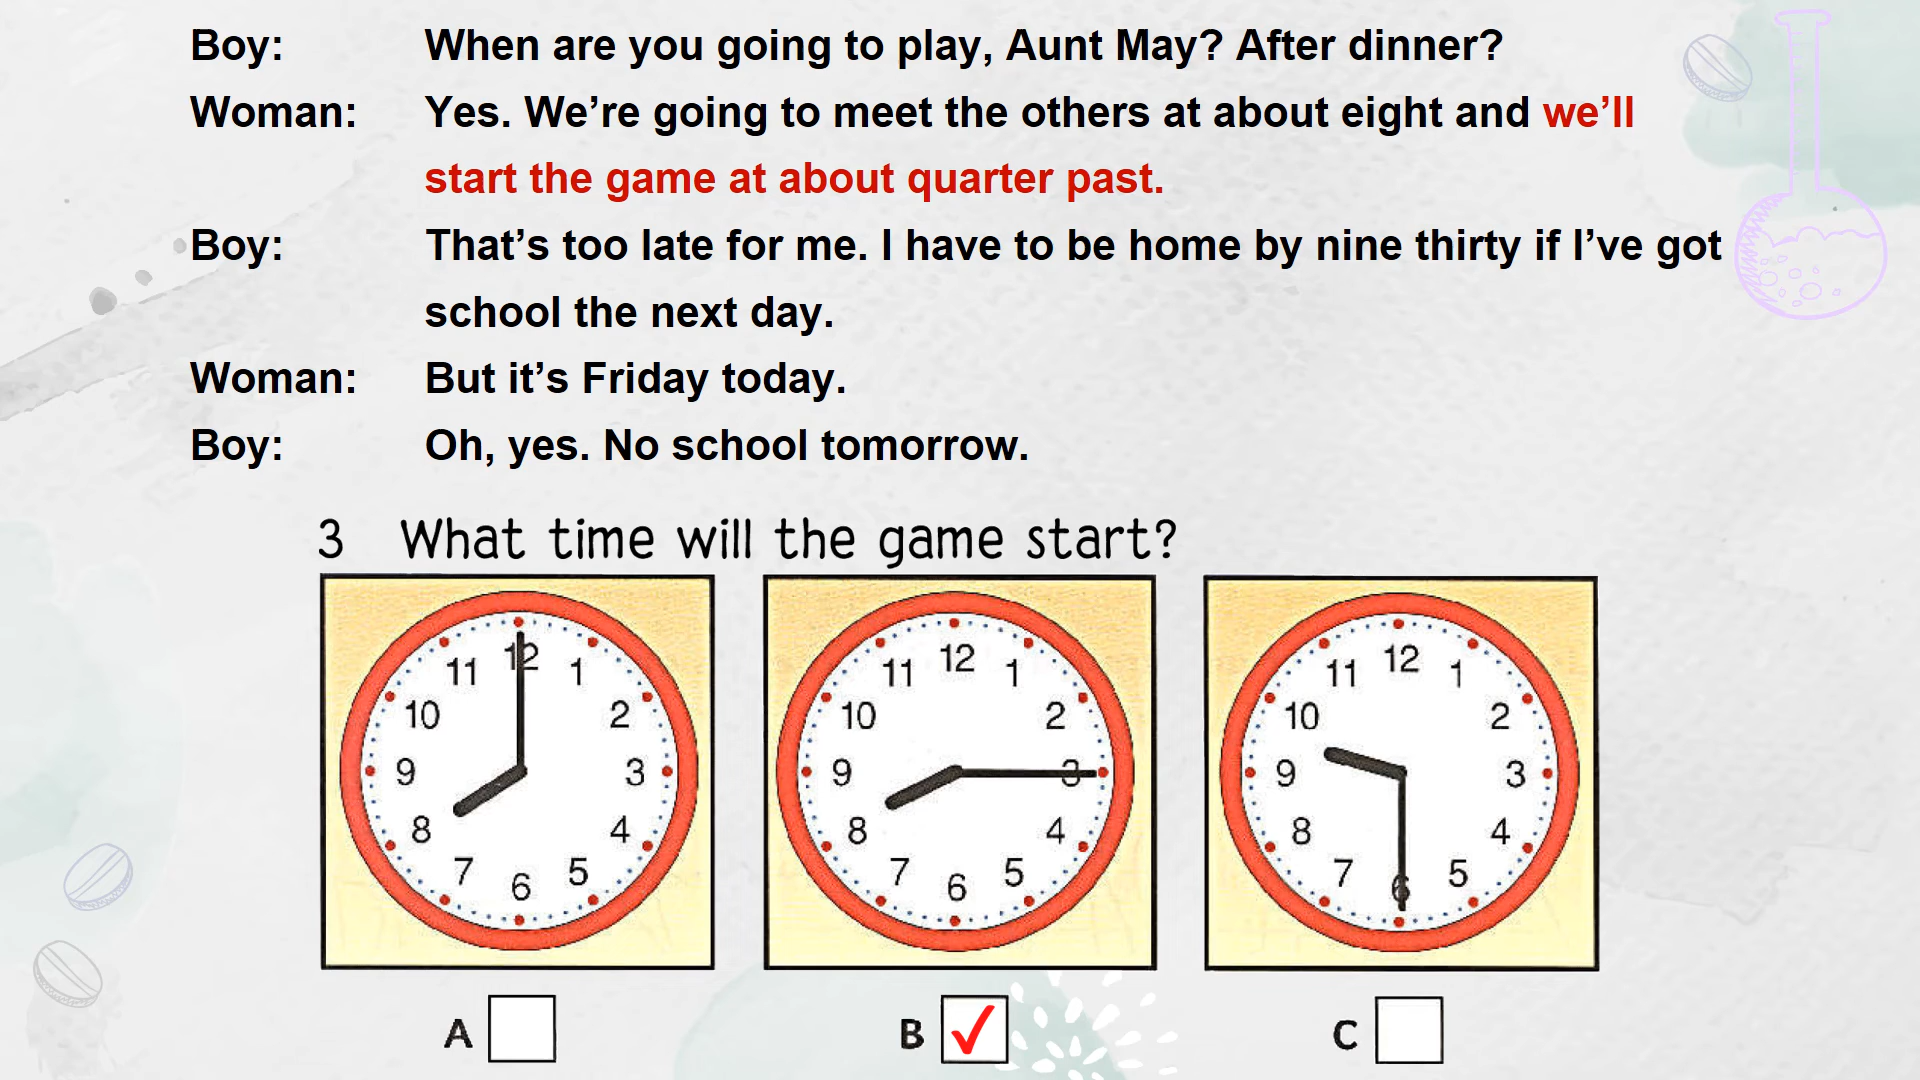 Boy: When are you going to play, Aunt May? After dinner?
Woman: Yes. We’re going to meet the others at about eight and we’ll
start the game at about quarter past.
Boy: That’s too late for me. I have to be home by nine thirty if I’ve got
school the next day.
Woman: But it’s Friday today.
Boy: Oh, yes. No school tomorrow.
3 What time will the game start?
12 1 2 3 4 5 6 7 8 9 10 11
12 1 2 3 4 5 6 7 8 9 10 11
12 1 2 3 4 5 6 7 8 9 10 11
A B C